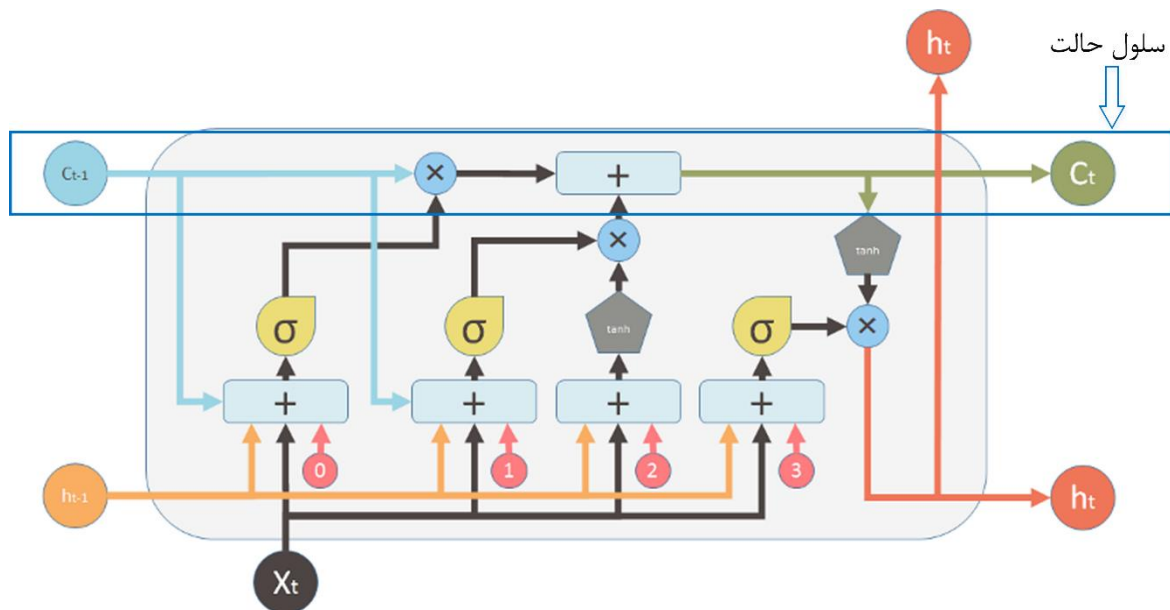 ht
سلول حالت
Ct-1
×
+
Ct
×
tanh
σ
σ
tanh
σ
×
+
+
+
+
0
1
2
3
ht-1
ht
Xt